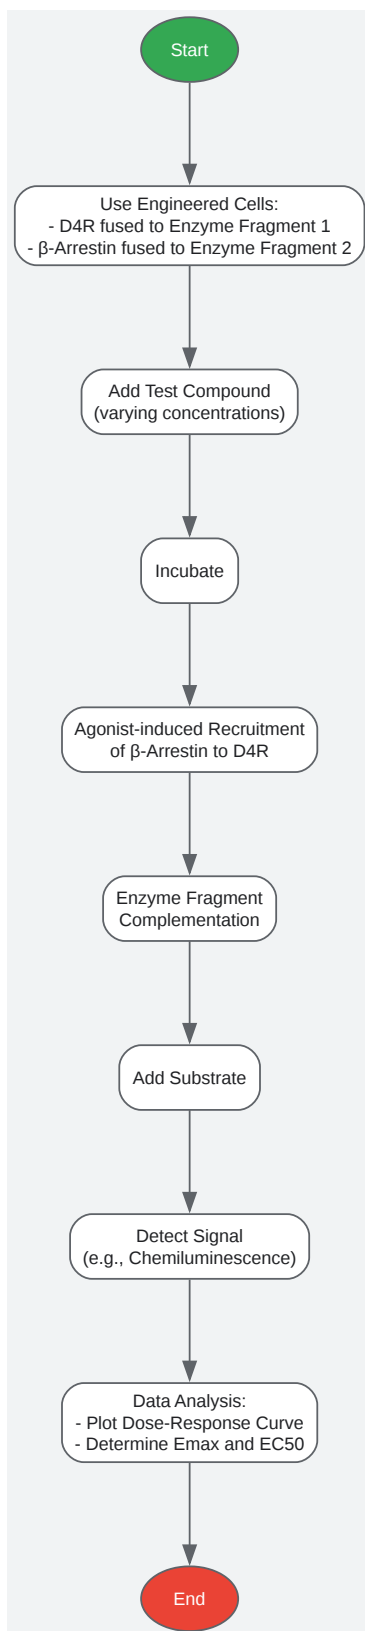 Start
Use Engineered Cells:
- D4R fused to Enzyme Fragment 1
- β-Arrestin fused to Enzyme Fragment 2
Add Test Compound
(varying concentrations)
Incubate
Agonist-induced Recruitment
of β-Arrestin to D4R
Enzyme Fragment
Complementation
Add Substrate
Detect Signal
(e.g., Chemiluminescence)
Data Analysis:
- Plot Dose-Response Curve
- Determine Emax and EC50
End